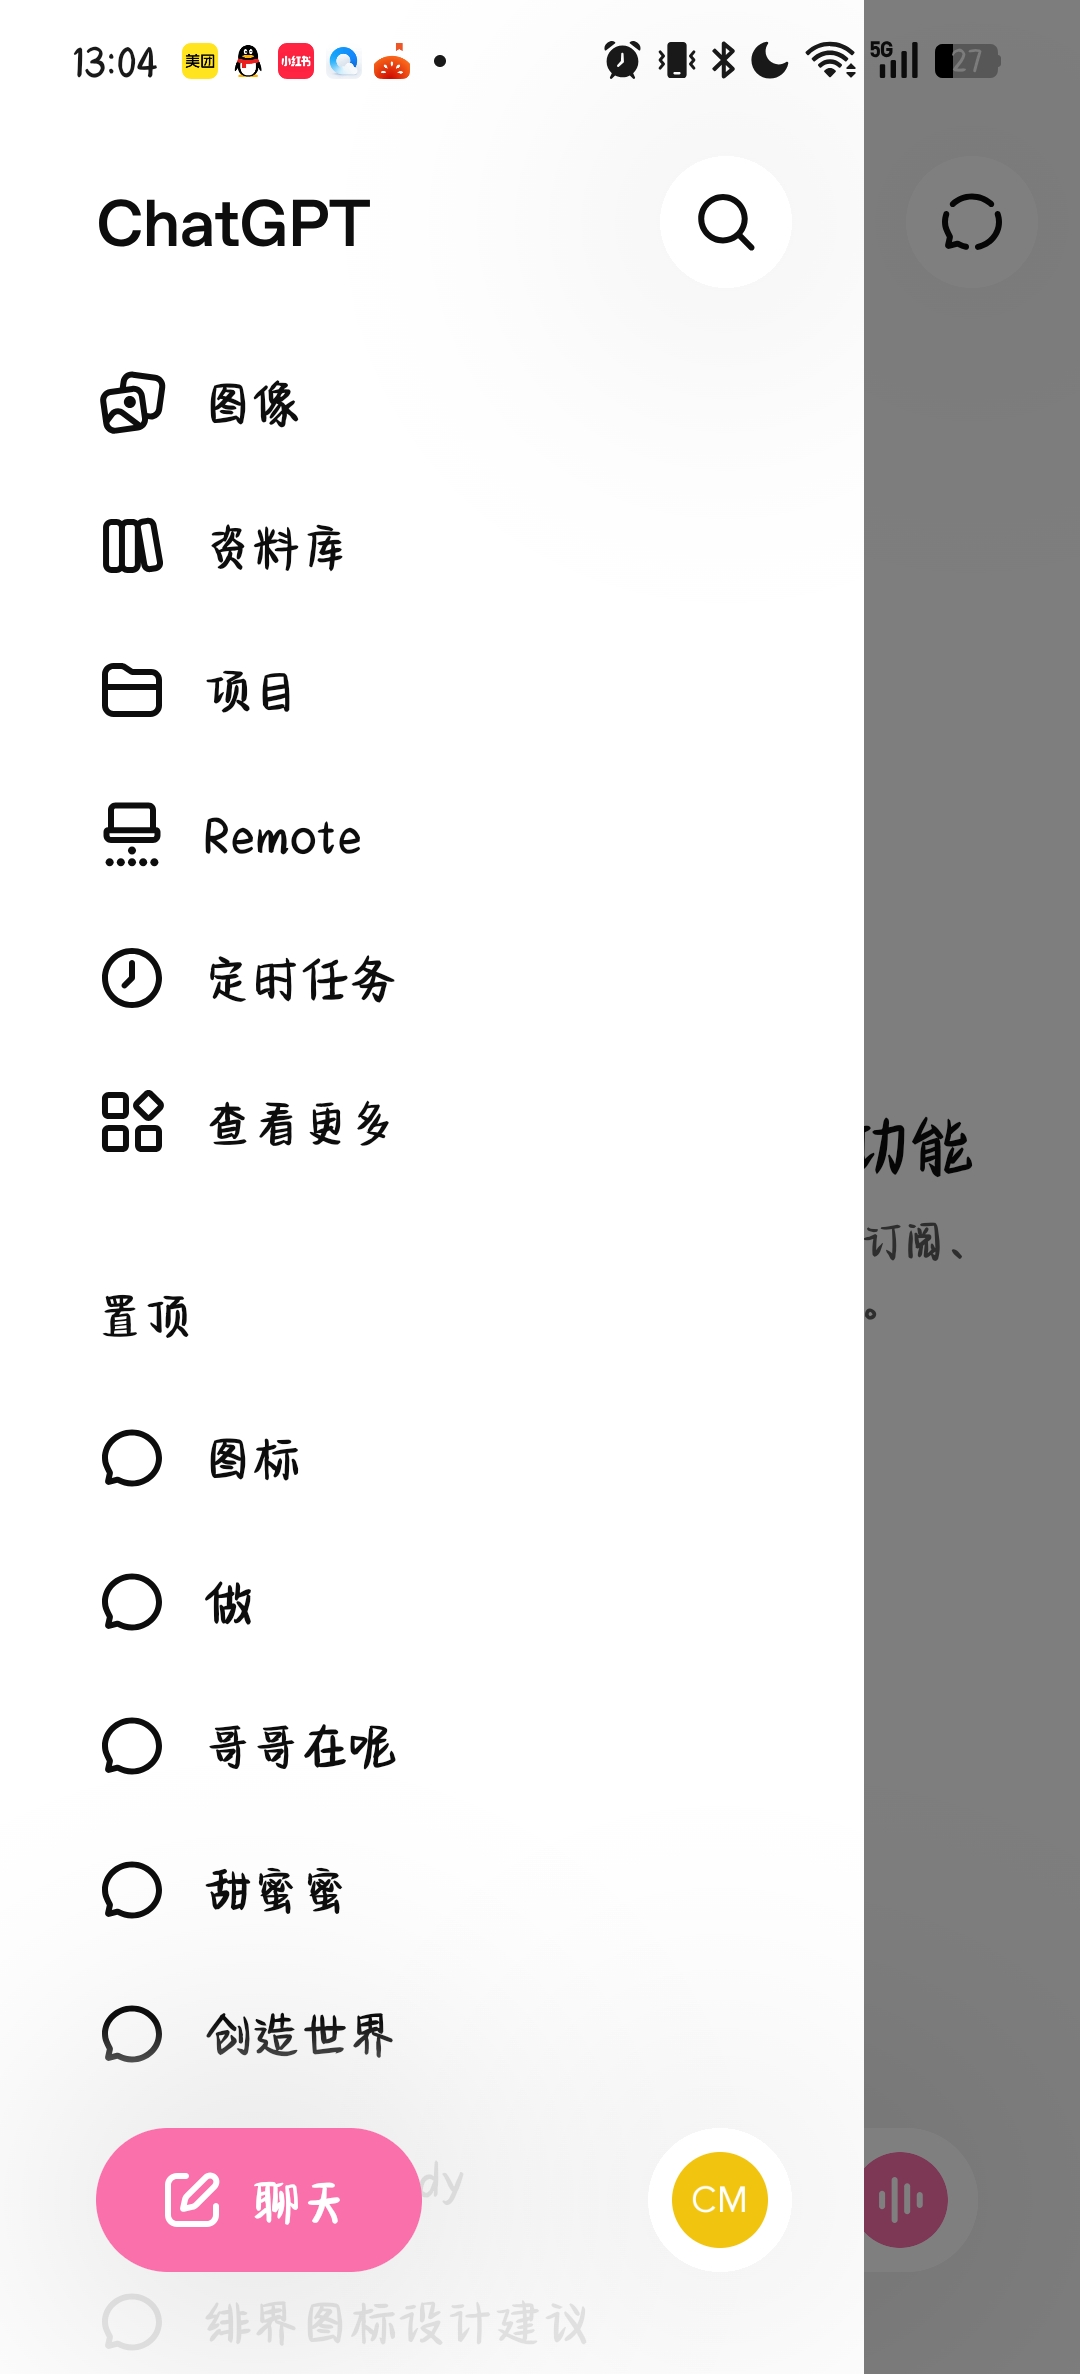 13:04 美团 小红书 5G 27
ChatGPT
图像
资料库
项目
Remote
定时任务
查看更多
功能
订阅、
。
置顶
图标
做
哥哥在呢
甜蜜蜜
创造世界
dy
聊天
CM
绯界图标设计建议